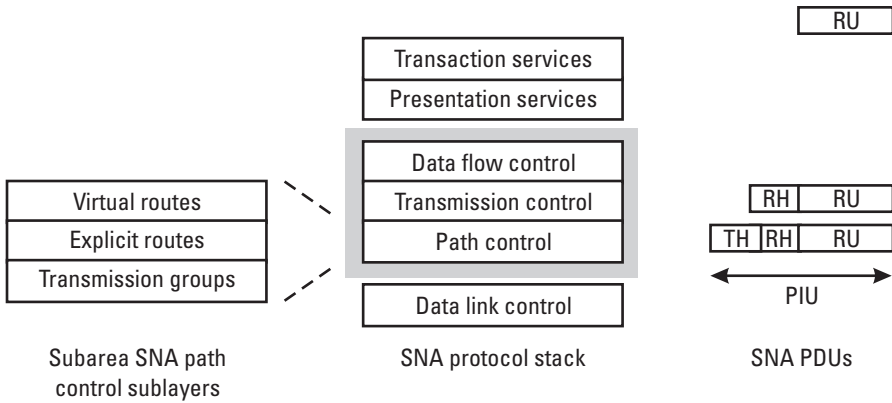 RU
Transaction services
Presentation services
Data flow control
Virtual routes
Transmission control
RH RU
Explicit routes
Path control
TH RH RU
Transmission groups
PIU
Data link control
Subarea SNA path
control sublayers
SNA protocol stack
SNA PDUs